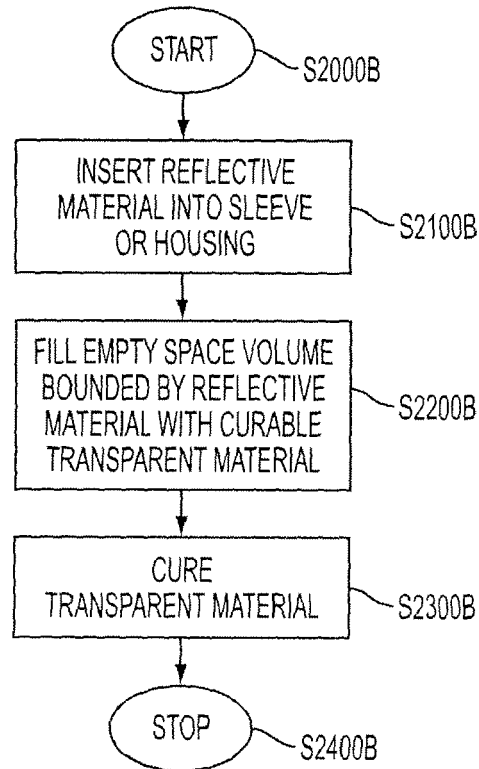 START
S2000B
INSERT REFLECTIVE
MATERIAL INTO SLEEVE
OR HOUSING
S2100B
FILL EMPTY SPACE VOLUME
BOUNDED BY REFLECTIVE
MATERIAL WITH CURABLE
TRANSPARENT MATERIAL
S2200B
CURE
TRANSPARENT MATERIAL
S2300B
STOP
S2400B